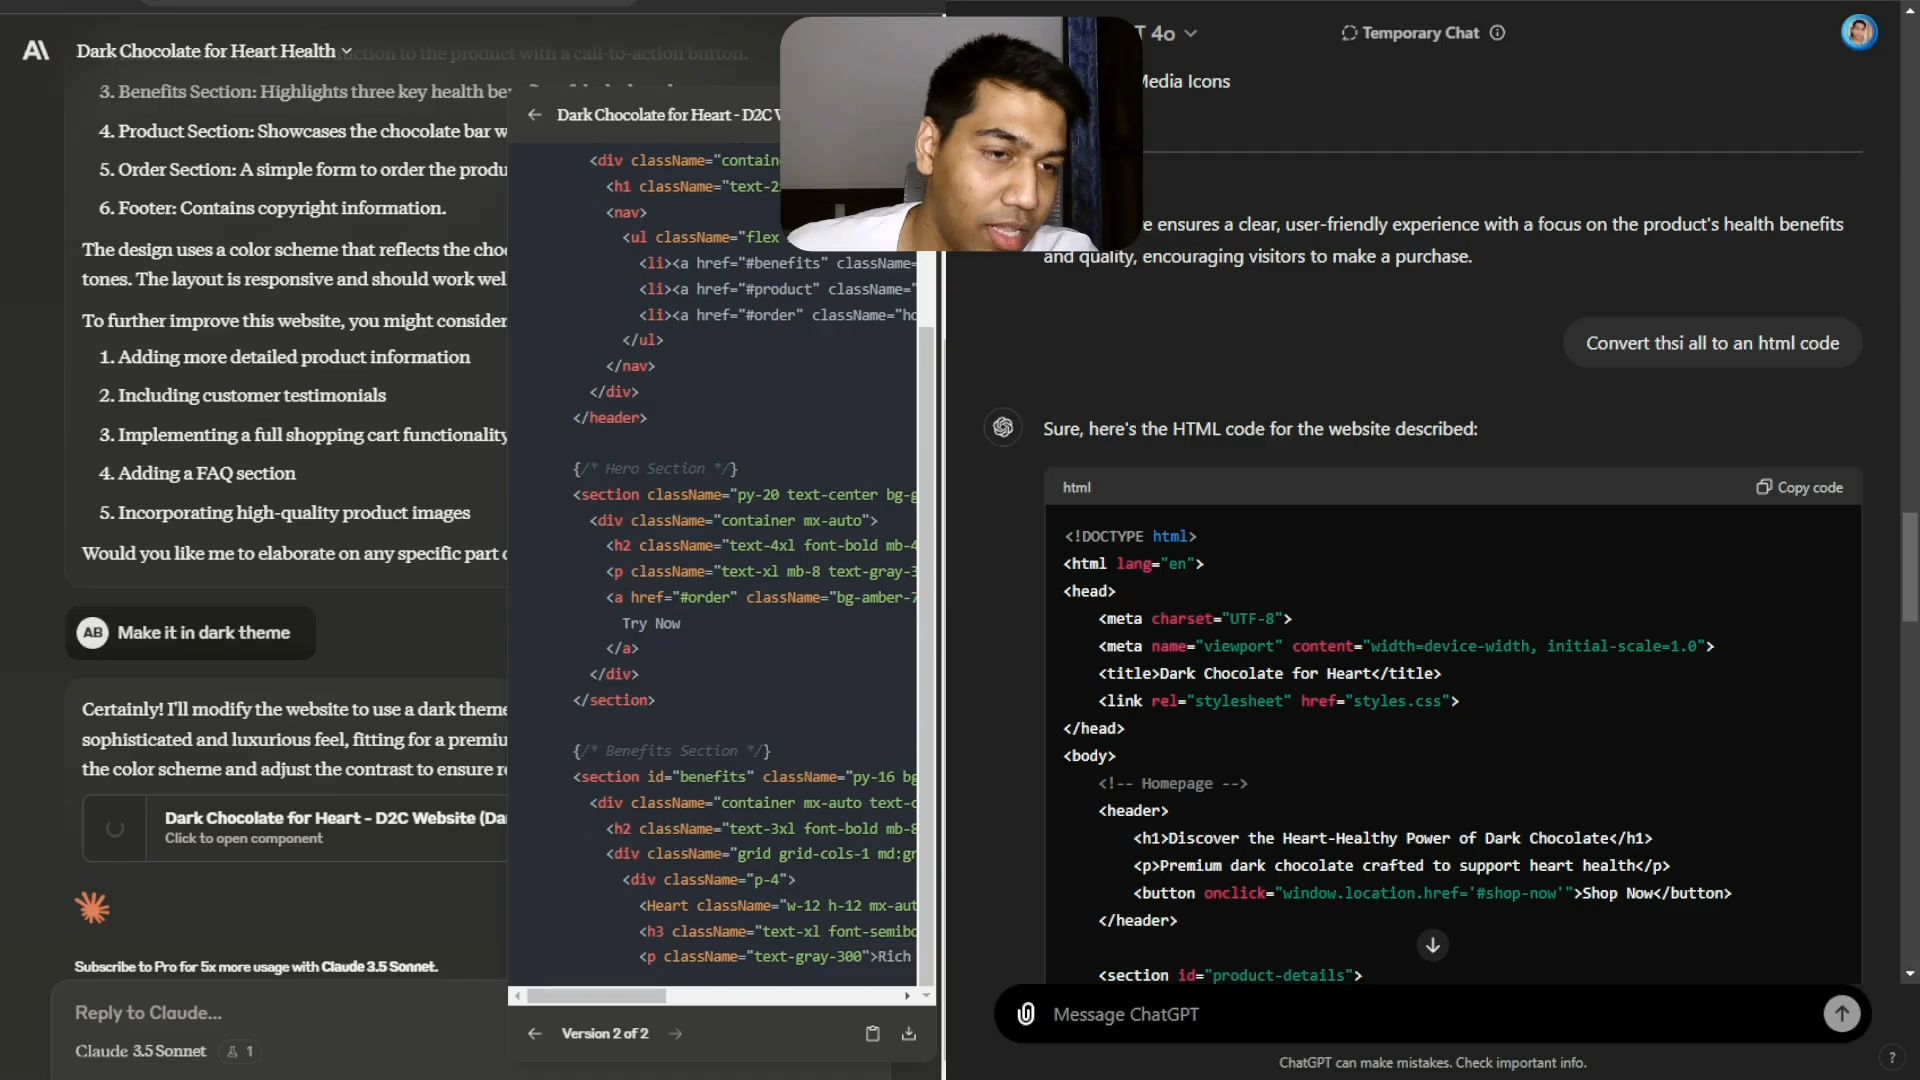 Dark Chocolate for Heart Health
uction to the product with a call-to-action button.
3. Benefits Section: Highlights three key health
4. Product Section: Showcases the chocolate bar
5. Order Section: A simple form to order the
6. Footer: Contains copyright information.
The design uses a color scheme that reflects the
tones. The layout is responsive and should work
To further improve this website, you might consider
1. Adding more detailed product information
2. Including customer testimonials
3. Implementing a full shopping cart functionality
4. Adding a FAQ section
5. Incorporating high-quality product images
Would you like me to elaborate on any specific part
AB Make it in dark theme
Certainly! I'll modify the website to use a dark theme
sophisticated and luxurious feel, fitting for a
the color scheme and adjust the contrast to ensure
Dark Chocolate for Heart - D2C Website (Da
Click to open component
Subscribe to Pro for 5x more usage with Claude 3.5 Sonnet.
Reply to Claude...
Claude 3.5 Sonnet 1
Dark Chocolate for Heart - D2C
<div className="contain
<h1 className="text-2
<nav>
<ul className="flex
<li><a href="#benefits" className=
<li><a href="#product" className="
<li><a href="#order" className="ho
</ul>
</nav>
</div>
</header>
{/* Hero Section */}
<section className="py-20 text-center bg-g
<div className="container mx-auto">
<h2 className="text-4xl font-bold mb-4
<p className="text-xl mb-8 text-gray-3
<a href="#order" className="bg-amber-7
Try Now
</a>
</div>
</section>
{/* Benefits Section */}
<section id="benefits" className="py-16 bg
<div className="container mx-auto text-c
<h2 className="text-3xl font-bold mb-8
<div className="grid grid-cols-1 md:gr
<div className="p-4">
<Heart className="w-12 h-12 mx-aut
<h3 className="text-xl font-semibo
<p className="text-gray-300">Rich
Version 2 of 2
T 4o
Temporary Chat
Media Icons
e ensures a clear, user-friendly experience with a focus on the product's health benefits
and quality, encouraging visitors to make a purchase.
Convert thsi all to an html code
Sure, here's the HTML code for the website described:
html Copy code
<!DOCTYPE html>
<html lang="en">
<head>
<meta charset="UTF-8">
<meta name="viewport" content="width=device-width, initial-scale=1.0">
<title>Dark Chocolate for Heart</title>
<link rel="stylesheet" href="styles.css">
</head>
<body>
<!-- Homepage -->
<header>
<h1>Discover the Heart-Healthy Power of Dark Chocolate</h1>
<p>Premium dark chocolate crafted to support heart health</p>
<button onclick="window.location.href='#shop-now'">Shop Now</button>
</header>
<section id="product-details">
Message ChatGPT
ChatGPT can make mistakes. Check important info.
?